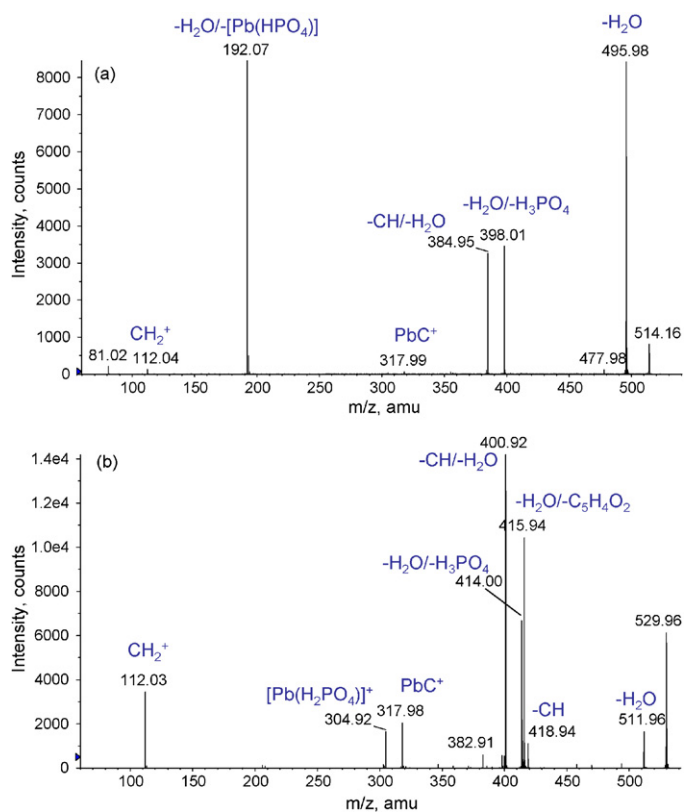 -H₂O/-[Pb(HPO₄)]
192.07
-H₂O
495.98
(a)
8000
7000
6000
5000
4000
3000
2000
1000
0
Intensity, counts
-CH/-H₂O
384.95
-H₂O/-H₃PO₄
398.01
CH₂⁺
81.02
112.04
PbC⁺
317.99
477.98
514.16
100
150
200
250
300
350
400
450
500
m/z, amu
(b)
1.4e4
1.2e4
1.0e4
8000
6000
4000
2000
0
Intensity, counts
400.92
-CH/-H₂O
-H₂O/-C₅H₄O₂
415.94
-H₂O/-H₃PO₄
414.00
529.96
CH₂⁺
112.03
[Pb(H₂PO₄)]⁺
304.92
PbC⁺
317.98
382.91
-CH
418.94
-H₂O
511.96
100
150
200
250
300
350
400
450
500
m/z, amu